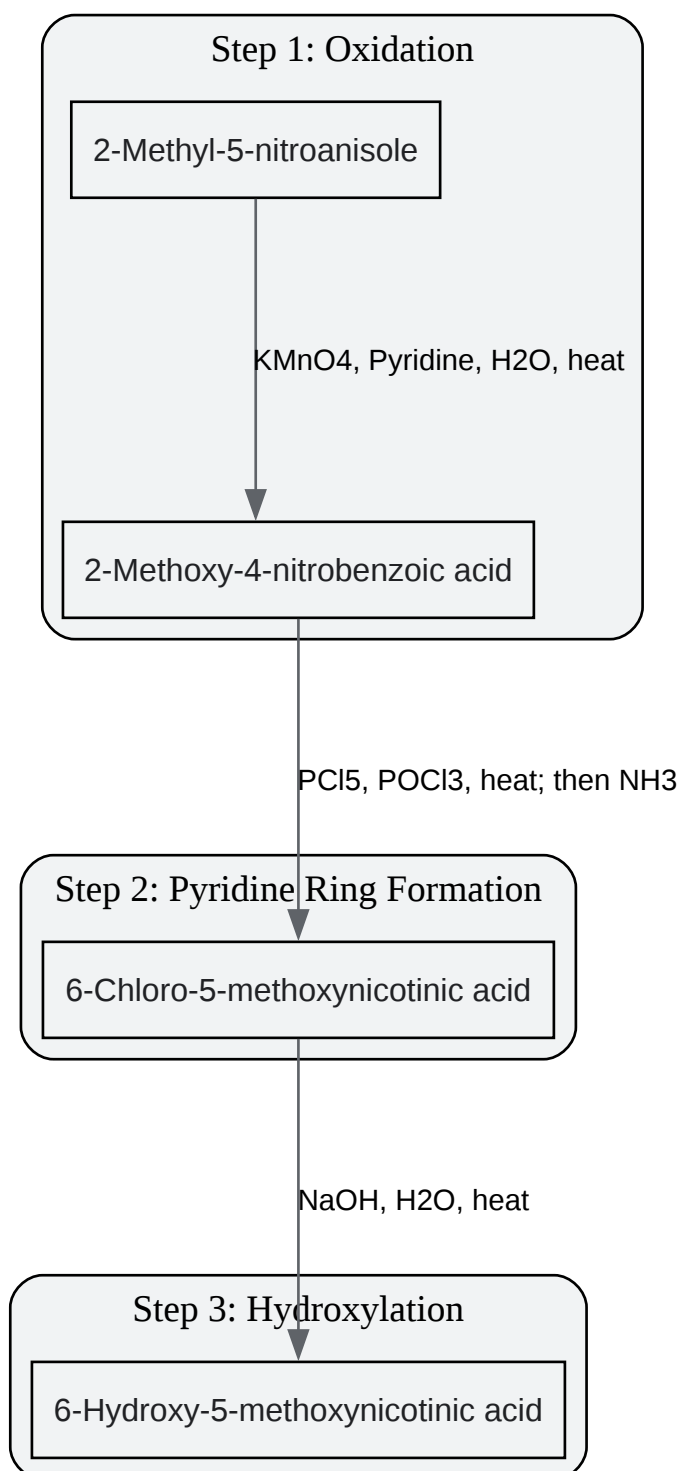 Step 1: Oxidation
2-Methyl-5-nitroanisole
KMnO4, Pyridine, H2O, heat
2-Methoxy-4-nitrobenzoic acid
PCl5, POCl3, heat; then NH3
Step 2: Pyridine Ring Formation
6-Chloro-5-methoxynicotinic acid
NaOH, H2O, heat
Step 3: Hydroxylation
6-Hydroxy-5-methoxynicotinic acid